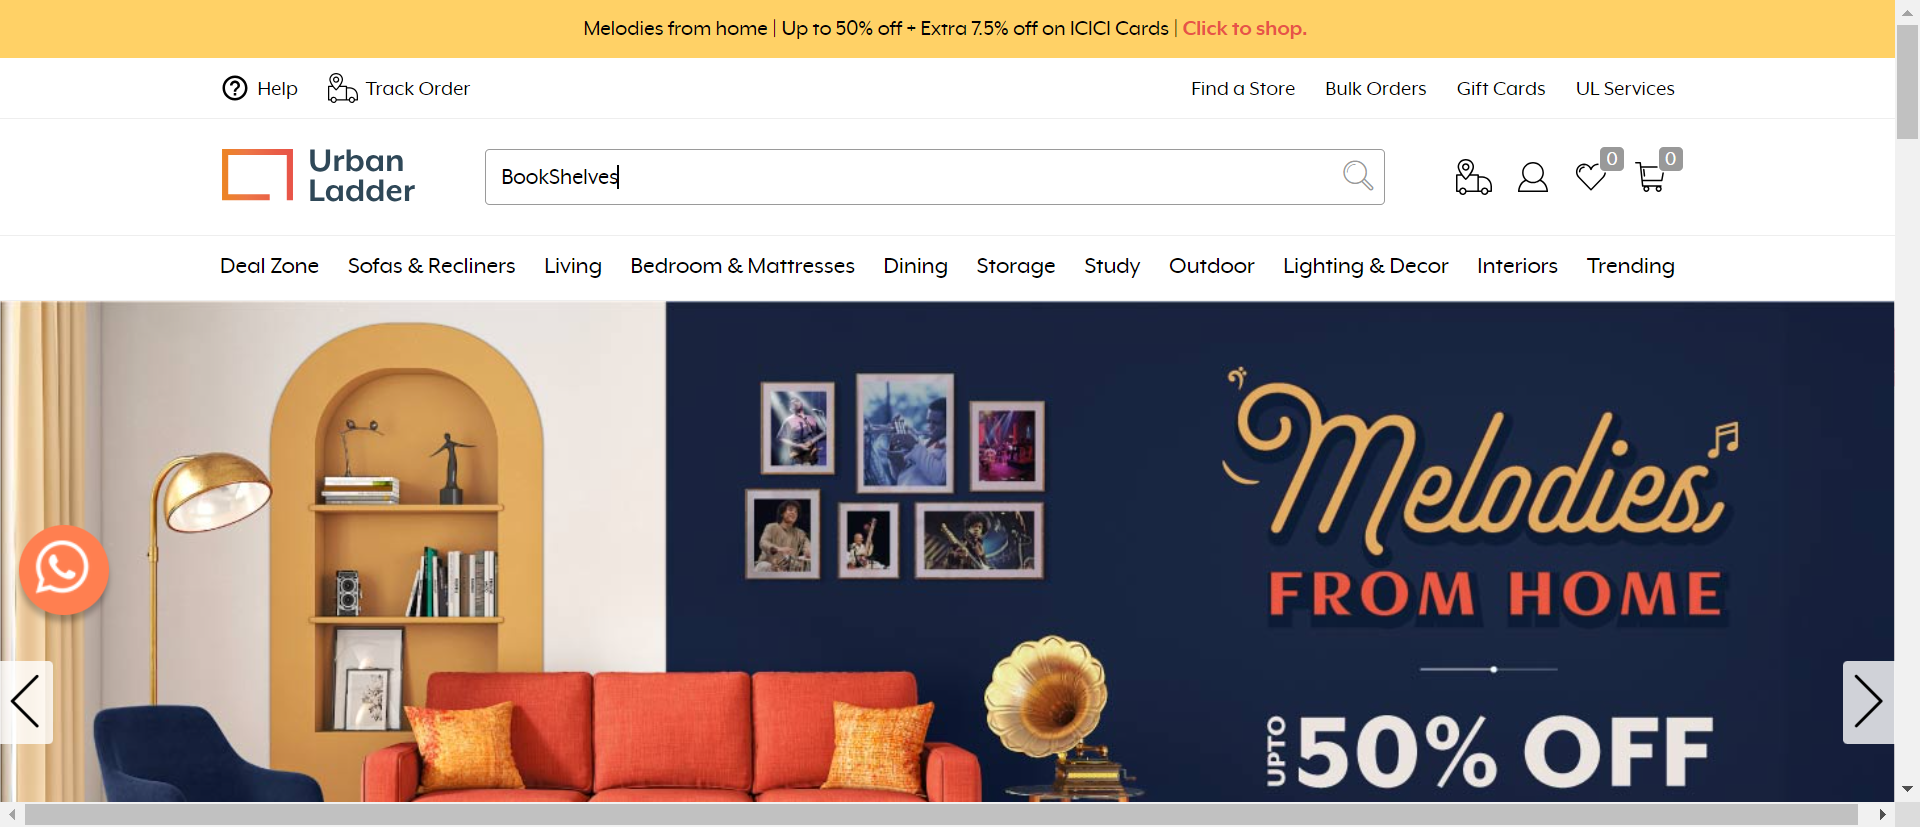 Melodies from home | Up to 50% off + Extra 7.5% off on ICICI Cards | Click to shop.
Help
Track Order
Find a Store
Bulk Orders
Gift Cards
UL Services
Urban
Ladder
BookShelves
0
0
Deal Zone
Sofas & Recliners
Living
Bedroom & Mattresses
Dining
Storage
Study
Outdoor
Lighting & Decor
Interiors
Trending
Melodies
FROM HOME
UPTO
50% OFF